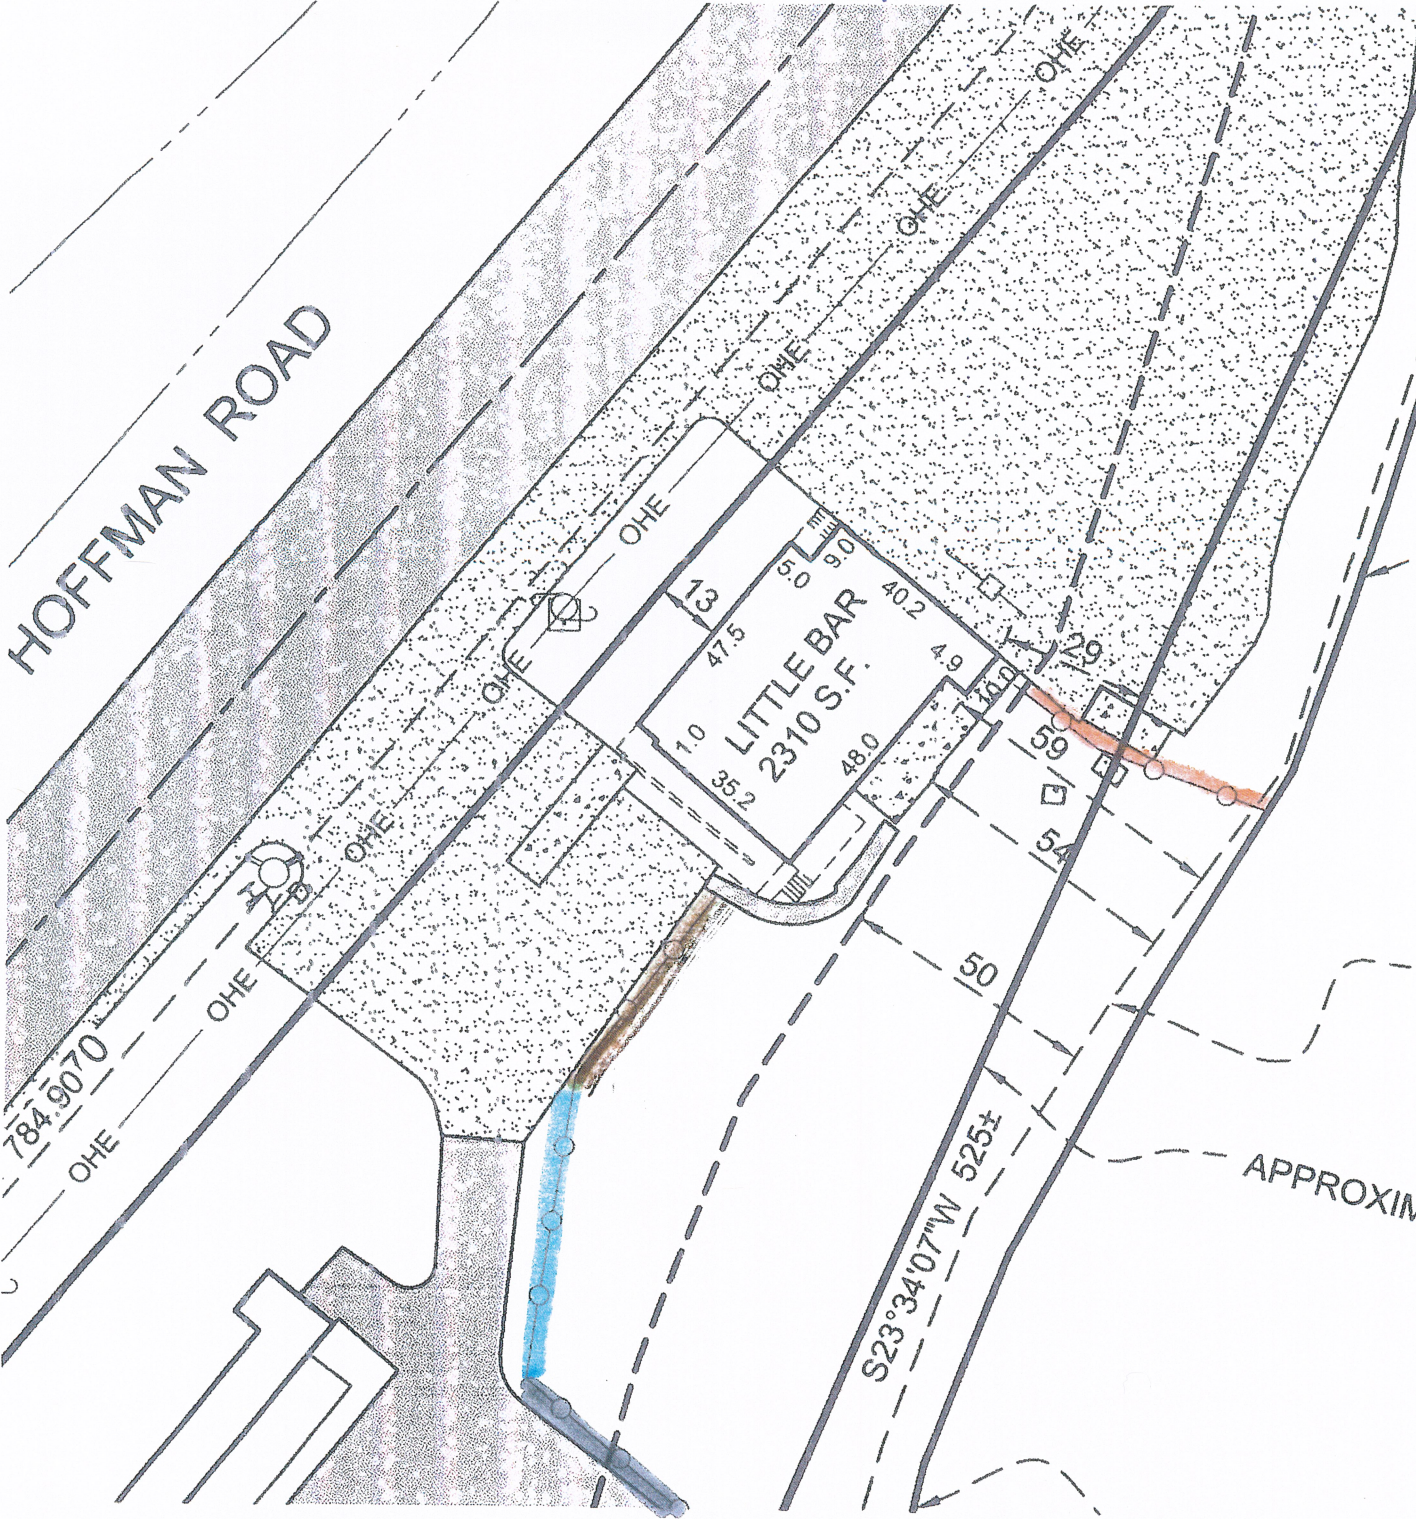 OHE
OHE
OHE
HOFFMAN ROAD
OHE
9.0
5.0
40.2
13
47.5
LITTLE BAR
2310 S.F.
4.9
29
10.0
OHE
1.0
59
48.0
35.2
54
OHE
50
OHE
784.9070
OHE
S23°34'07"W 525±
APPROXIM